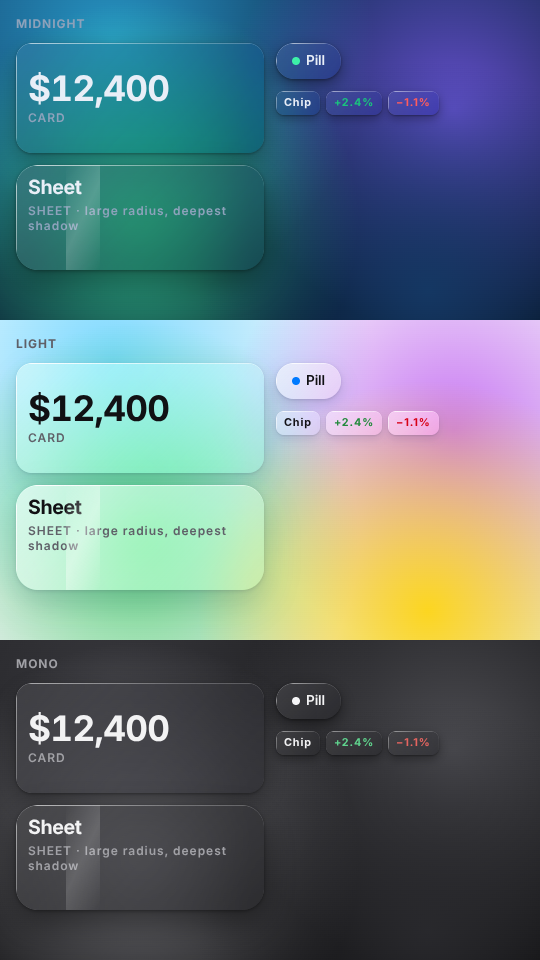 MIDNIGHT
$12,400
CARD
Pill
Chip
+2.4%
−1.1%
Sheet
SHEET · large radius, deepest
shadow
LIGHT
$12,400
CARD
Pill
Chip
+2.4%
−1.1%
Sheet
SHEET · large radius, deepest
shadow
MONO
$12,400
CARD
Pill
Chip
+2.4%
−1.1%
Sheet
SHEET · large radius, deepest
shadow